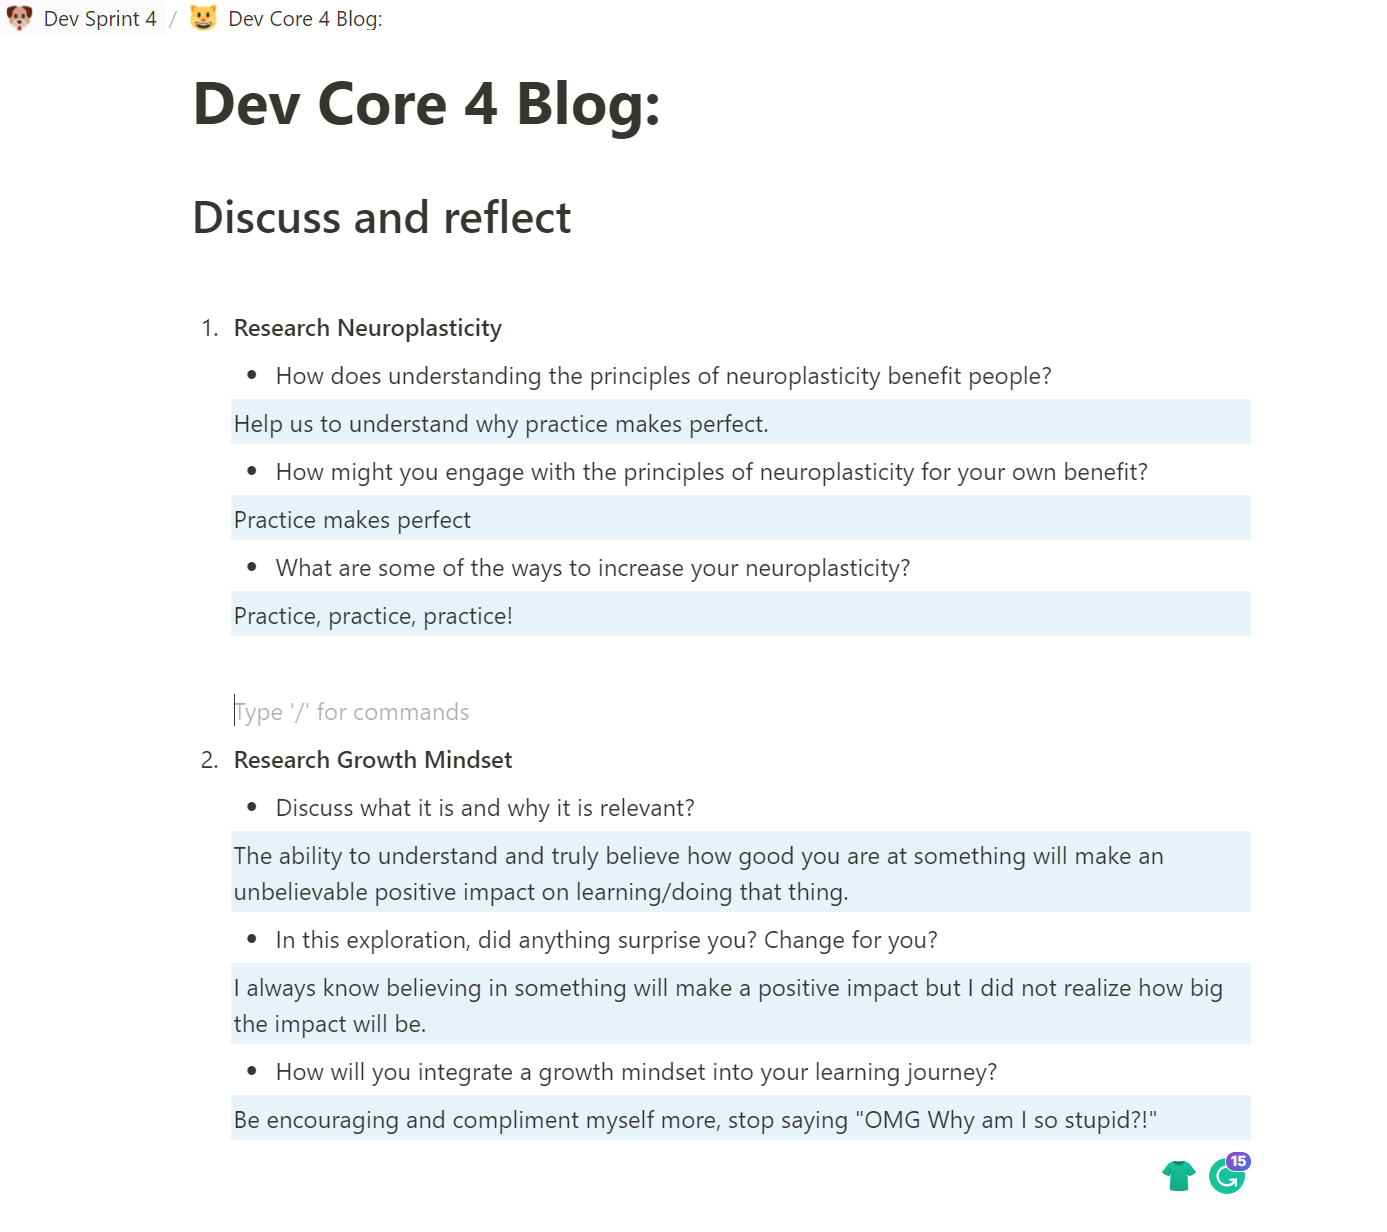 Dev Sprint 4 / Dev Core 4 Blog:
Dev Core 4 Blog:
Discuss and reflect
1. Research Neuroplasticity
• How does understanding the principles of neuroplasticity benefit people?
Help us to understand why practice makes perfect.
• How might you engage with the principles of neuroplasticity for your own benefit?
Practice makes perfect
• What are some of the ways to increase your neuroplasticity?
Practice, practice, practice!
Type '/' for commands
2. Research Growth Mindset
• Discuss what it is and why it is relevant?
The ability to understand and truly believe how good you are at something will make an
unbelievable positive impact on learning/doing that thing.
• In this exploration, did anything surprise you? Change for you?
I always know believing in something will make a positive impact but I did not realize how big
the impact will be.
• How will you integrate a growth mindset into your learning journey?
Be encouraging and compliment myself more, stop saying "OMG Why am I so stupid?!"
15